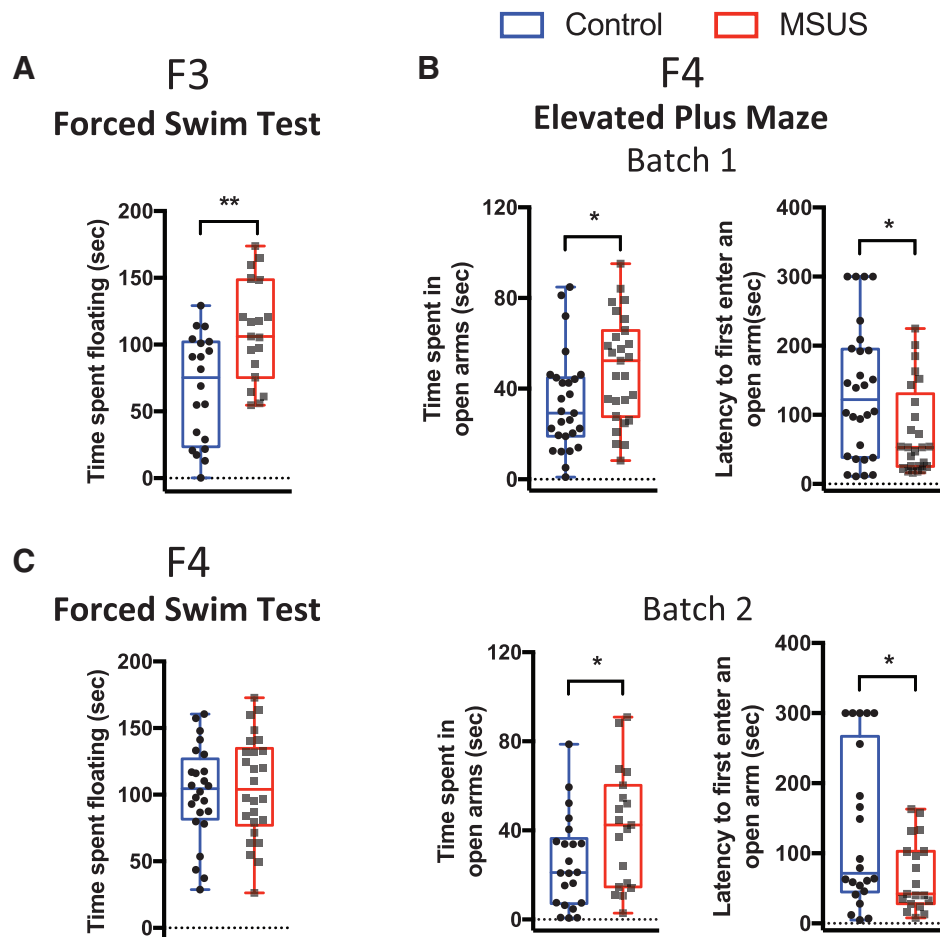 Control MSUS
A
F3
Forced Swim Test
**
Time spent floating (sec)
200
150
100
50
0
B
F4
Elevated Plus Maze
Batch 1
*
Time spent in
open arms (sec)
120
80
40
0
*
Latency to first enter an
open arm(sec)
400
300
200
100
0
C
F4
Forced Swim Test
Time spent floating (sec)
200
150
100
50
0
Batch 2
*
Time spent in
open arms (sec)
120
80
40
0
*
Latency to first enter an
open arm (sec)
400
300
200
100
0